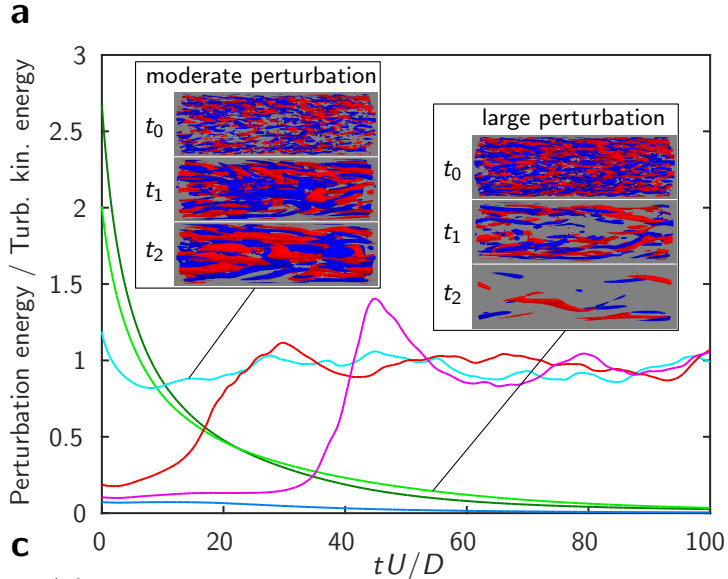 a
Perturbation energy / Turb. kin. energy
3
2.5
2
1.5
1
0.5
0
moderate perturbation
t0
t1
t2
large perturbation
t0
t1
t2
0 20 40 60 80 100
tU/D
c